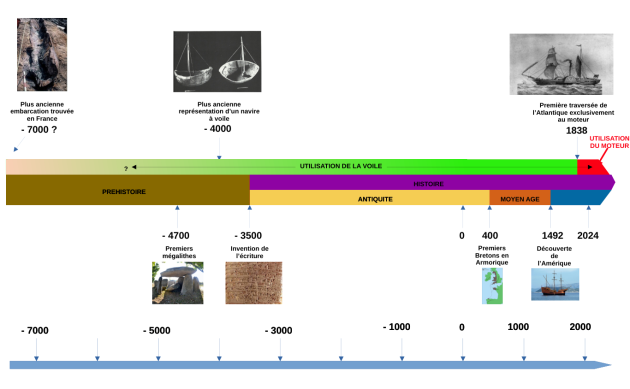 Plus ancienne
embarcation trouvée
en France
- 7000 ?
Plus ancienne
représentation d'un navire
à voile
- 4000
Première traversée de
l'Atlantique exclusivement
au moteur
1838
UTILISATION
DU MOTEUR
?
UTILISATION DE LA VOILE
HISTOIRE
PREHISTOIRE
ANTIQUITE
MOYEN AGE
- 4700
Premiers
mégalithes
- 3500
Invention de
l'écriture
0
400
Premiers
Bretons en
Armorique
1492
Découverte
de
l'Amérique
2024
- 7000
- 5000
- 3000
- 1000
0
1000
2000